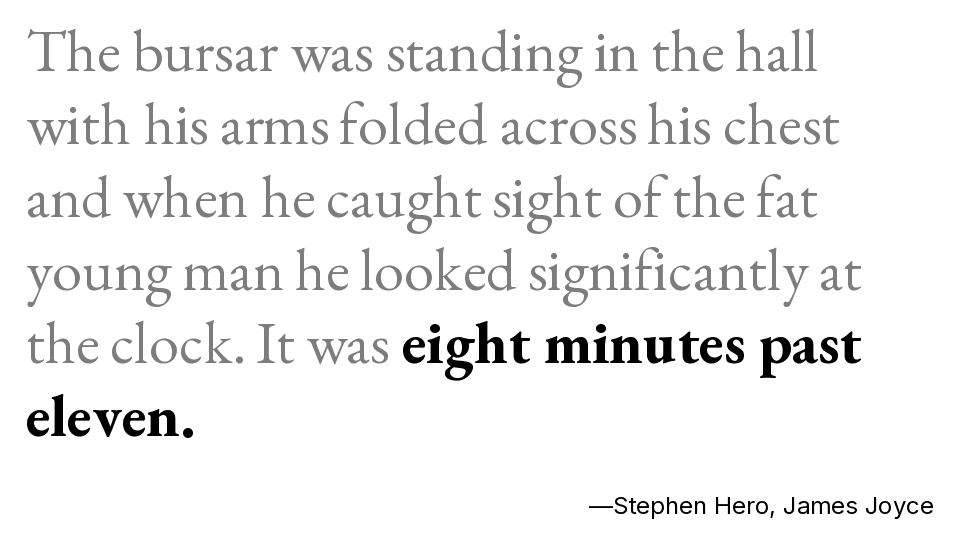 The bursar was standing in the hall
with his arms folded across his chest
and when he caught sight of the fat
young man he looked significantly at
the clock. It was eight minutes past
eleven.
—Stephen Hero, James Joyce